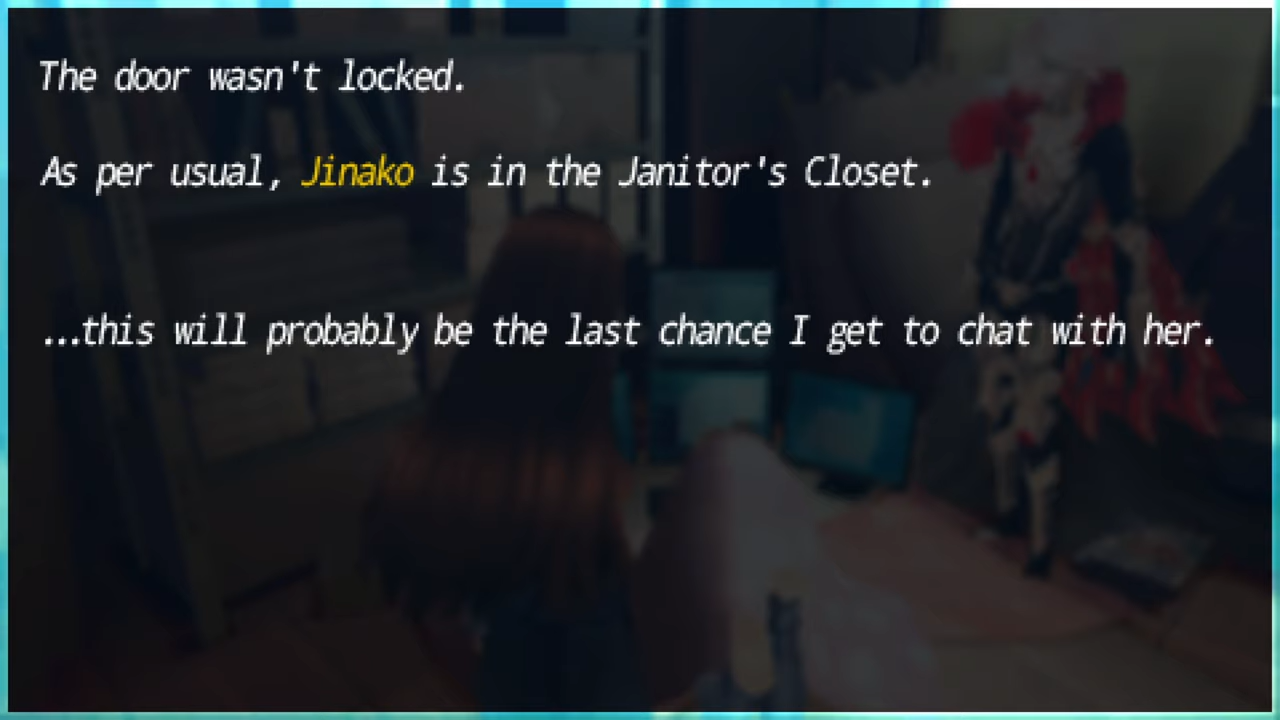 The door wasn't locked.
As per usual, Jinako is in the Janitor's Closet.
…this will probably be the last chance I get to chat with her.